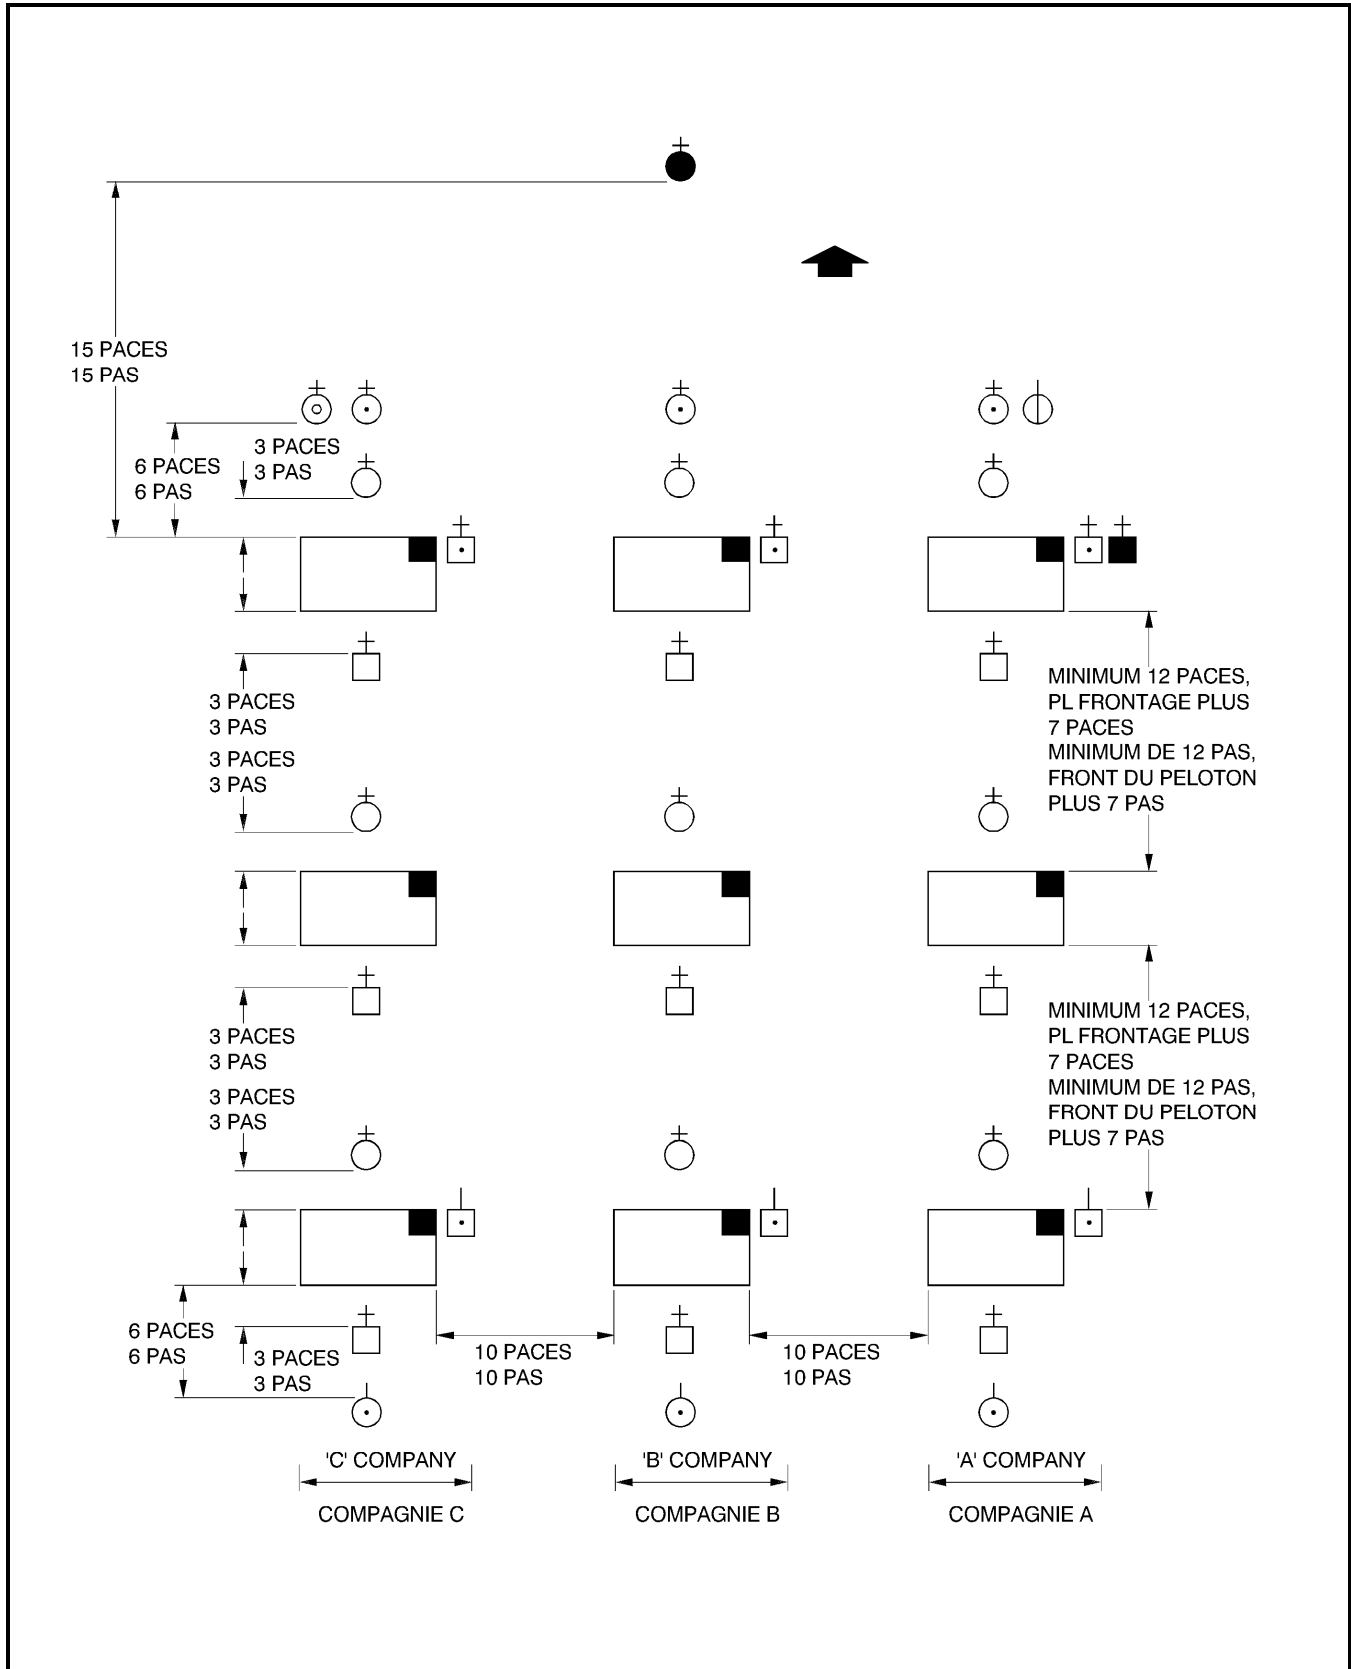 15 PACES
15 PAS
3 PACES
3 PAS
6 PACES
6 PAS
3 PACES
3 PAS
3 PACES
3 PAS
MINIMUM 12 PACES,
PL FRONTAGE PLUS
7 PACES
MINIMUM DE 12 PAS,
FRONT DU PELOTON
PLUS 7 PAS
3 PACES
3 PAS
3 PACES
3 PAS
MINIMUM 12 PACES,
PL FRONTAGE PLUS
7 PACES
MINIMUM DE 12 PAS,
FRONT DU PELOTON
PLUS 7 PAS
6 PACES
6 PAS
3 PACES
3 PAS
10 PACES
10 PAS
10 PACES
10 PAS
'C' COMPANY
COMPAGNIE C
'B' COMPANY
COMPAGNIE B
'A' COMPANY
COMPAGNIE A